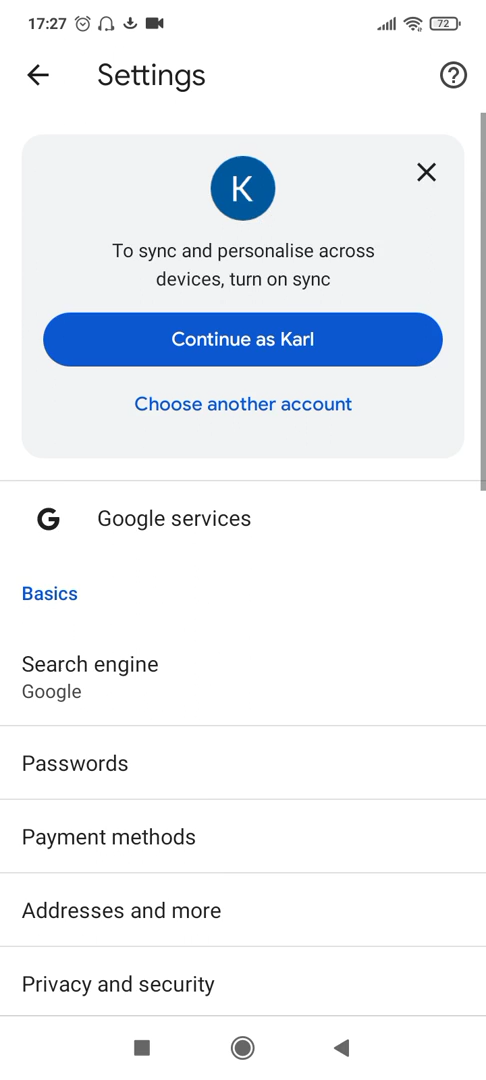 17:27
72
Settings
K
To sync and personalise across
devices, turn on sync
Continue as Karl
Choose another account
G Google services
Basics
Search engine
Google
Passwords
Payment methods
Addresses and more
Privacy and security